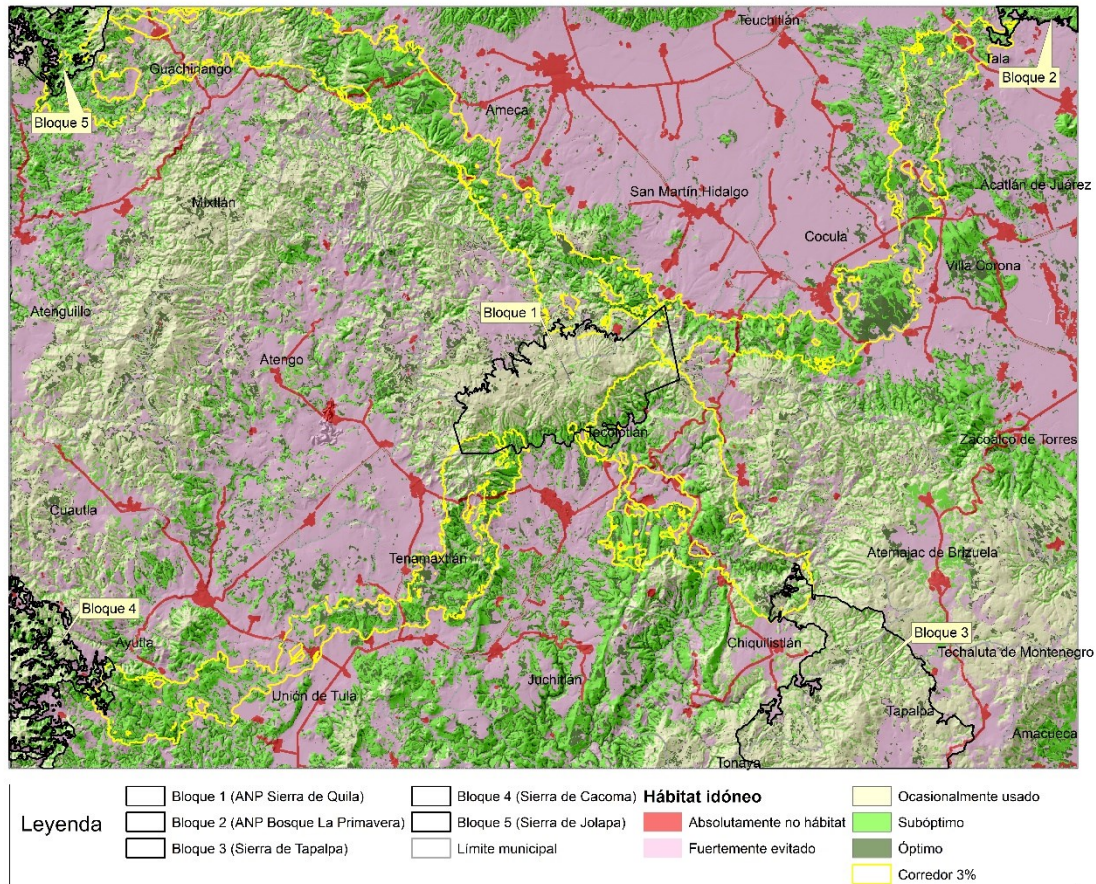 Teuchitlán
Tala
Bloque 2
Guachinango
Bloque 5
Ameca
San Martín Hidalgo
Acatlán de Juárez
Mixtlán
Cocula
Villa Corona
Atenguillo
Bloque 1
Atengo
Tecolotlán
Zacoalco de Torres
Cuautla
Tenamaxtlán
Atemajac de Brizuela
Bloque 4
Ayutla
Chiquilistlán
Bloque 3
Techaluta de Montenegro
Juchitlán
Unión de Tula
Tapalpa
Amacueca
Tonaya
Leyenda
Bloque 1 (ANP Sierra de Quila)
Bloque 2 (ANP Bosque La Primavera)
Bloque 3 (Sierra de Tapalpa)
Bloque 4 (Sierra de Cacoma)
Bloque 5 (Sierra de Jolapa)
Límite municipal
Hábitat idóneo
Absolutamente no hábitat
Fuertemente evitado
Ocasionalmente usado
Subóptimo
Óptimo
Corredor 3%